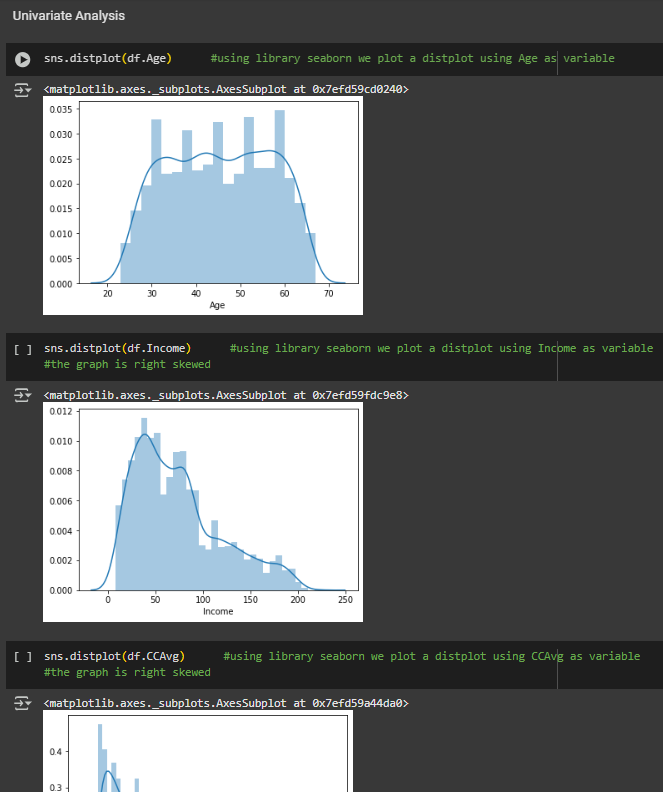 Univariate Analysis
sns.distplot(df.Age) #using library seaborn we plot a distplot using Age as variable
<matplotlib.axes._subplots.AxesSubplot at 0x7efd59cd0240>
0.035
0.030
0.025
0.020
0.015
0.010
0.005
0.000
20 30 40 50 60 70
Age
[ ] sns.distplot(df.Income) #using library seaborn we plot a distplot using Income as variable
#the graph is right skewed
<matplotlib.axes._subplots.AxesSubplot at 0x7efd59fdc9e8>
0.012
0.010
0.008
0.006
0.004
0.002
0.000
0 50 100 150 200 250
Income
[ ] sns.distplot(df.CCAvg) #using library seaborn we plot a distplot using CCAvg as variable
#the graph is right skewed
<matplotlib.axes._subplots.AxesSubplot at 0x7efd59a44da0>
0.4
0.3